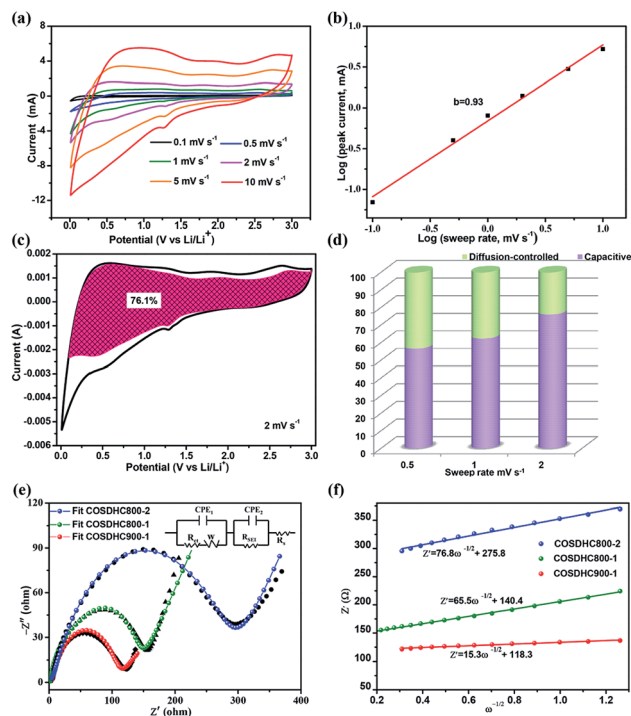 (a)
Current (mA)
8
4
0
-4
-8
-12
0.1 mV s-1
0.5 mV s-1
1 mV s-1
2 mV s-1
5 mV s-1
10 mV s-1
0.0 0.5 1.0 1.5 2.0 2.5 3.0
Potential (V vs Li/Li+)
(b)
Log (peak current, mA)
1.0
0.5
0.0
-0.5
-1.0
b=0.93
-1.0 -0.5 0.0 0.5 1.0
Log (sweep rate, mV s-1)
(c)
Current (A)
0.002
0.001
0.000
-0.001
-0.002
-0.003
-0.004
-0.005
-0.006
76.1%
2 mV s-1
0.0 0.5 1.0 1.5 2.0 2.5 3.0
Potential (V vs Li/Li+)
(d)
Diffusion-controlled
Capacitive
100
90
80
70
60
50
40
30
20
10
0
0.5 1 2
Sweep rate mV s-1
(e)
-Z″ (ohm)
120
90
60
30
0
Fit COSDHC800-2
Fit COSDHC800-1
Fit COSDHC900-1
CPE1
CPE2
Rct
W
RSEI
Rs
0 100 200 300 400
Z′ (ohm)
(f)
Z′ (Ω)
350
300
250
200
150
100
COSDHC800-2
COSDHC800-1
COSDHC900-1
Z′=76.8ω-1/2+ 275.8
Z′=65.5ω-1/2+ 140.4
Z′=15.3ω-1/2+ 118.3
0.2 0.4 0.6 0.8 1.0 1.2
ω-1/2